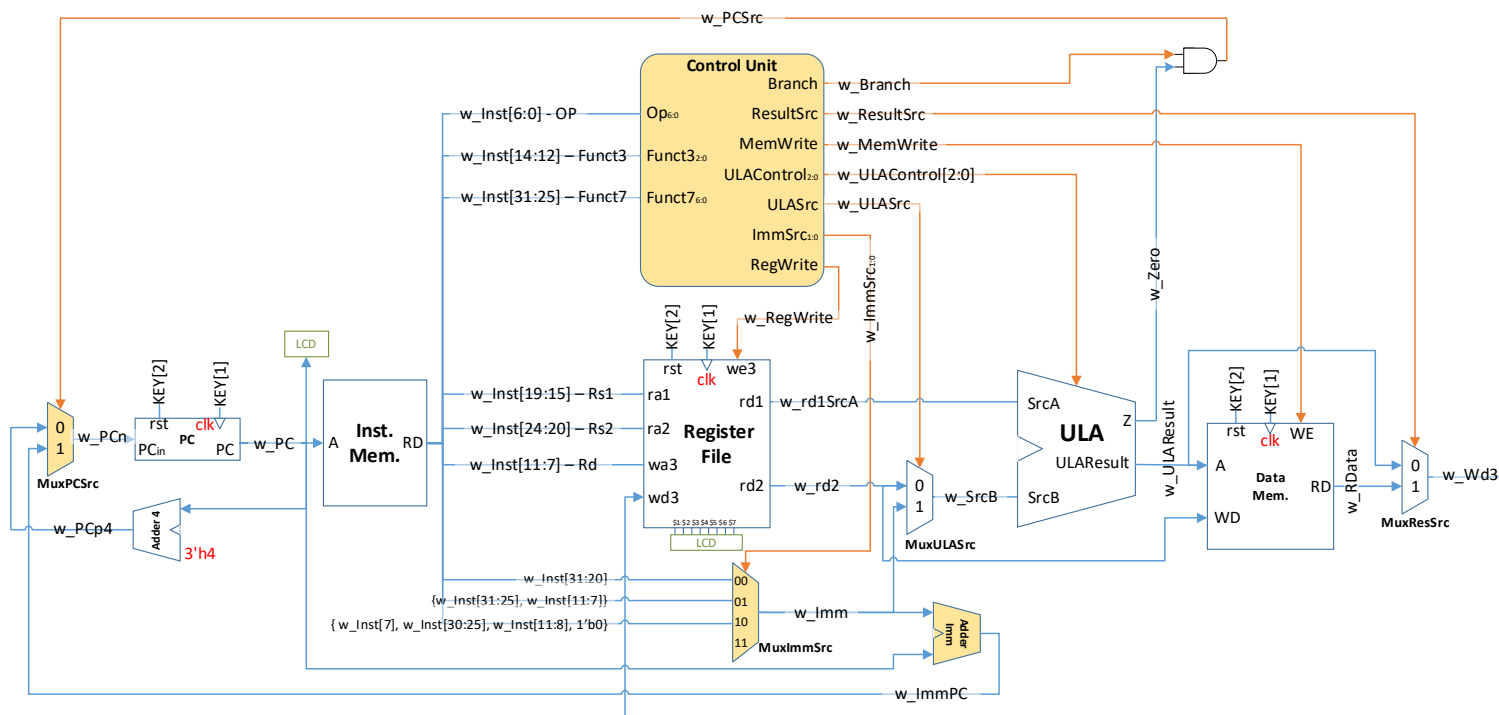 w_PCSrc
Control Unit
Branch
w_Branch
w_Inst[6:0] - OP
Op6:0
ResultSrc
w_ResultSrc
w_Inst[14:12] – Funct3
Funct32:0
MemWrite
w_MemWrite
ULAControl2:0
w_ULAControl[2:0]
w_Inst[31:25] – Funct7
Funct76:0
ULASrc
w_ULASrc
ImmSrc1:0
RegWrite
w_ImmSrc1:0
w_Zero
w_RegWrite
KEY[2]
KEY[1]
rst
clk
we3
LCD
KEY[2]
KEY[1]
rst
clk
PC
PCin
PC
0
1
MuxPCSrc
w_PCn
w_PC
A
Inst.
Mem.
RD
w_Inst[19:15] – Rs1
w_Inst[24:20] – Rs2
w_Inst[11:7] – Rd
ra1
ra2
wa3
wd3
Register
File
rd1
rd2
w_rd1SrcA
w_rd2
S1 S2 S3 S4 S5 S6 S7
LCD
0
1
MuxULASrc
w_SrcB
SrcA
ULA
Z
ULAResult
SrcB
w_ULAResult
KEY[2]
KEY[1]
rst
clk
WE
A
Data
Mem.
RD
WD
w_RData
0
1
MuxResSrc
w_Wd3
w_PCp4
Adder 4
3'h4
w_Inst[31:20]
{w_Inst[31:25], w_Inst[11:7]}
{ w_Inst[7], w_Inst[30:25], w_Inst[11:8], 1'b0}
00
01
10
11
MuxImmSrc
w_Imm
Adder
Imm
w_ImmPC